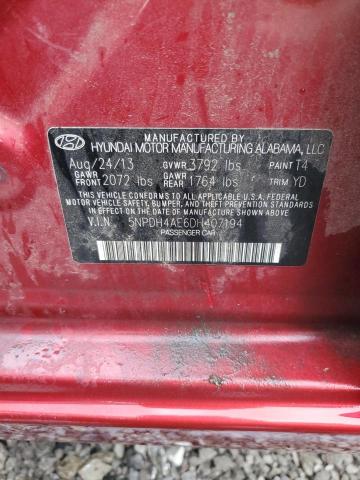 MANUFACTURED BY
HYUNDAI MOTOR MANUFACTURING ALABAMA, LLC
Aug/24/13 GVWR 3792 lbs PAINT T4
GAWR FRONT 2072 lbs GAWR REAR 1764 lbs TRIM YD
THIS VEHICLE CONFORMS TO ALL APPLICABLE U.S.A. FEDERAL
MOTOR VEHICLE SAFETY, BUMPER, AND THEFT PREVENTION
STANDARDS IN EFFECT ON THE DATE OF MANUFACTURE SHOWN ABOVE.
V.I.N. 5NPDH4AE6DH407194
PASSENGER CAR